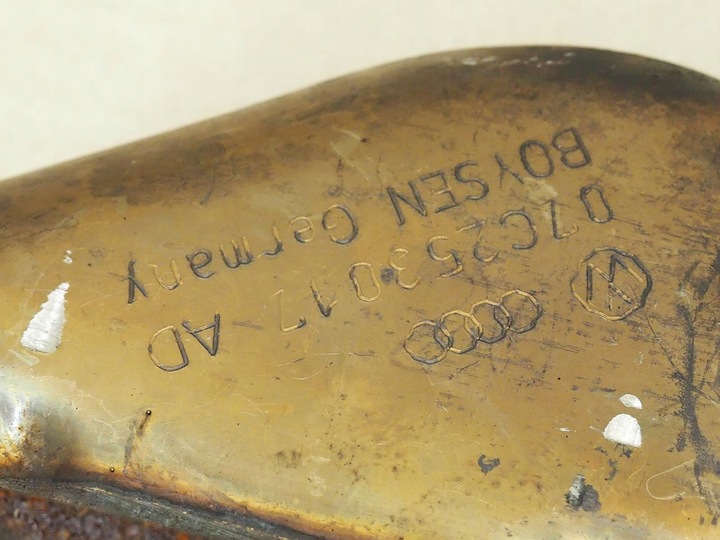 07C253017 AD
BOYSEN Germany